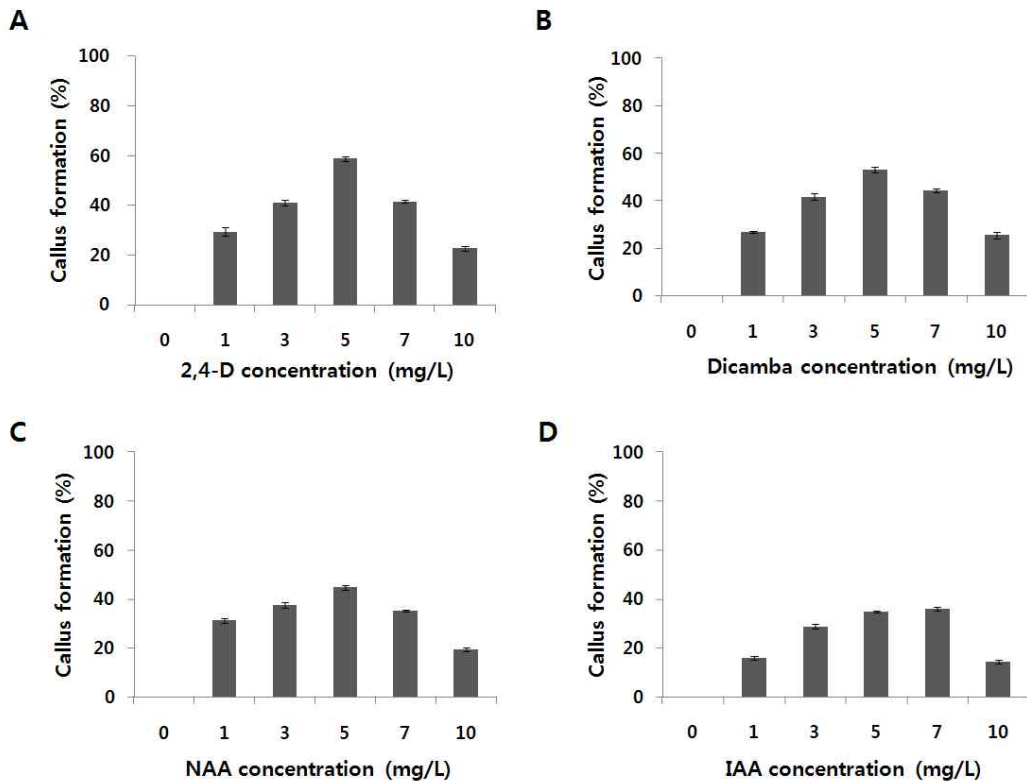 A
Callus formation (%)
100
80
60
40
20
0
0 1 3 5 7 10
2,4-D concentration (mg/L)
B
Callus formation (%)
100
80
60
40
20
0
0 1 3 5 7 10
Dicamba concentration (mg/L)
C
Callus formation (%)
100
80
60
40
20
0
0 1 3 5 7 10
NAA concentration (mg/L)
D
Callus formation (%)
100
80
60
40
20
0
0 1 3 5 7 10
IAA concentration (mg/L)